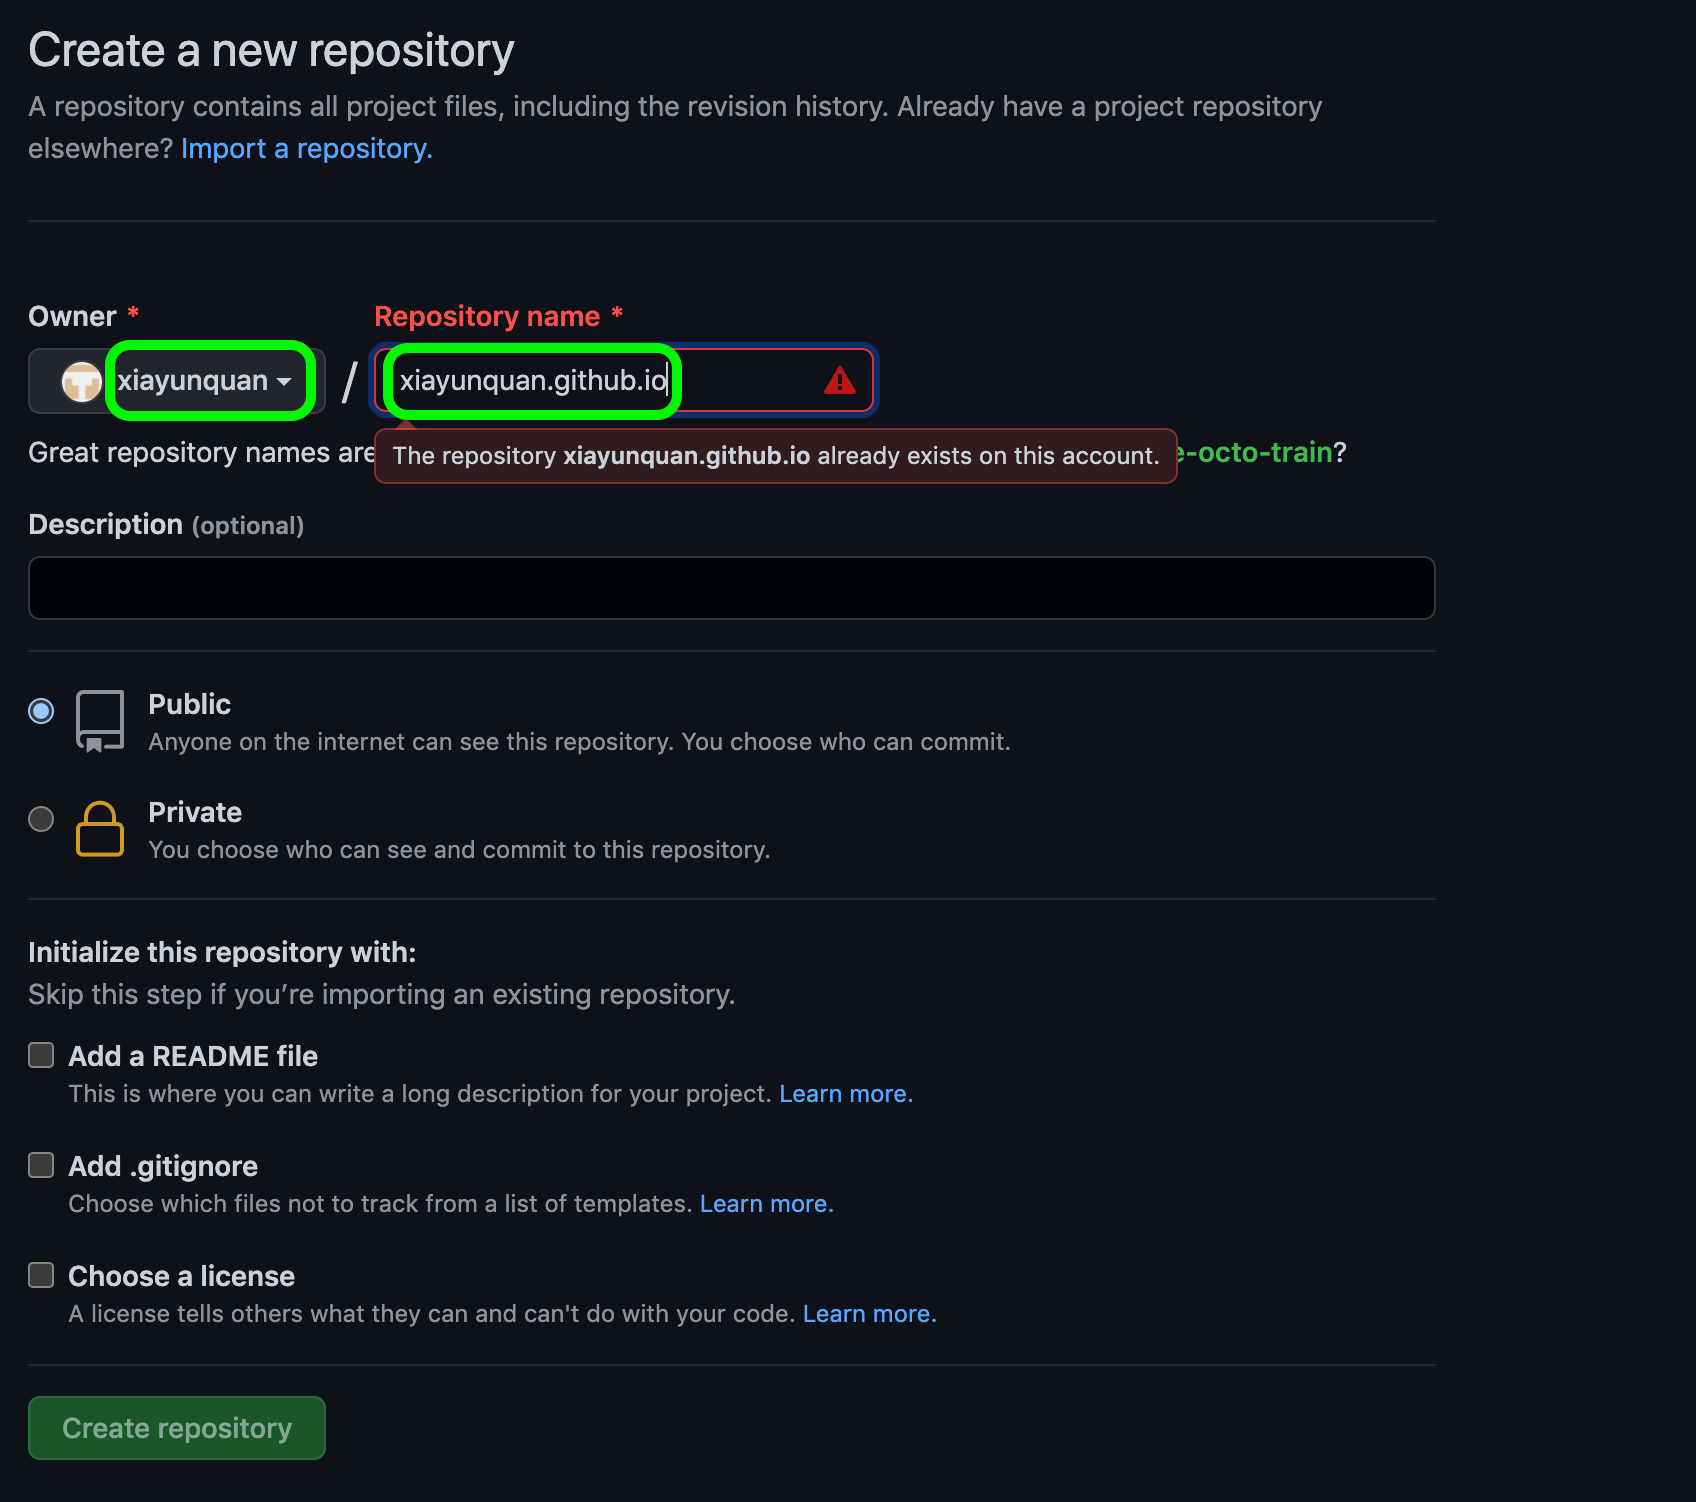 Create a new repository
A repository contains all project files, including the revision history. Already have a project repository
elsewhere? Import a repository.
Owner * Repository name *
xiayunquan / xiayunquan.github.io
Great repository names are e-octo-train?
The repository xiayunquan.github.io already exists on this account.
Description (optional)
Public
Anyone on the internet can see this repository. You choose who can commit.
Private
You choose who can see and commit to this repository.
Initialize this repository with:
Skip this step if you’re importing an existing repository.
Add a README file
This is where you can write a long description for your project. Learn more.
Add .gitignore
Choose which files not to track from a list of templates. Learn more.
Choose a license
A license tells others what they can and can't do with your code. Learn more.
Create repository